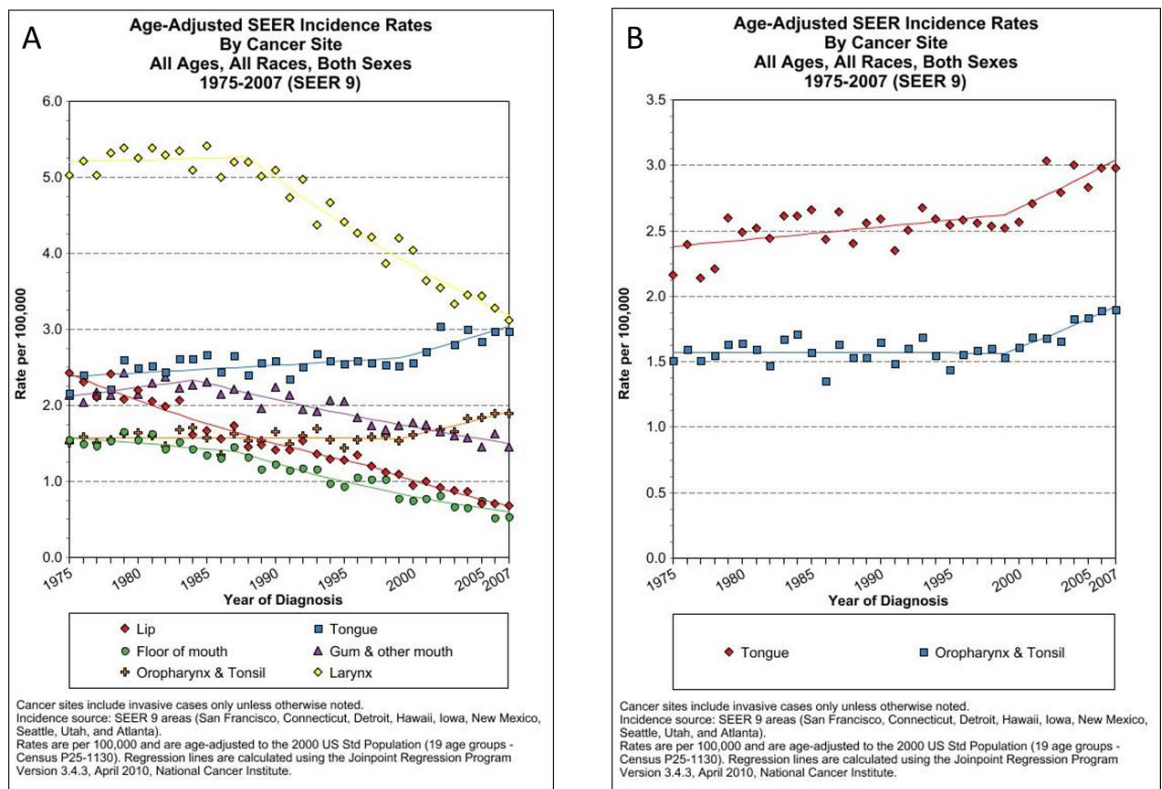 A
Age-Adjusted SEER Incidence Rates
By Cancer Site
All Ages, All Races, Both Sexes
1975-2007 (SEER 9)
6.0
5.0
4.0
3.0
2.0
1.0
0.0
Rate per 100,000
1975
1980
1985
1990
1995
2000
2005
2007
Year of Diagnosis
Lip
Tongue
Floor of mouth
Gum & other mouth
Oropharynx & Tonsil
Larynx
Cancer sites include invasive cases only unless otherwise noted.
Incidence source: SEER 9 areas (San Francisco, Connecticut, Detroit, Hawaii, Iowa, New Mexico,
Seattle, Utah, and Atlanta).
Rates are per 100,000 and are age-adjusted to the 2000 US Std Population (19 age groups -
Census P25-1130). Regression lines are calculated using the Joinpoint Regression Program
Version 3.4.3, April 2010, National Cancer Institute.
B
Age-Adjusted SEER Incidence Rates
By Cancer Site
All Ages, All Races, Both Sexes
1975-2007 (SEER 9)
3.5
3.0
2.5
2.0
1.5
1.0
0.5
0.0
Rate per 100,000
1975
1980
1985
1990
1995
2000
2005
2007
Year of Diagnosis
Tongue
Oropharynx & Tonsil
Cancer sites include invasive cases only unless otherwise noted.
Incidence source: SEER 9 areas (San Francisco, Connecticut, Detroit, Hawaii, Iowa, New Mexico,
Seattle, Utah, and Atlanta).
Rates are per 100,000 and are age-adjusted to the 2000 US Std Population (19 age groups -
Census P25-1130). Regression lines are calculated using the Joinpoint Regression Program
Version 3.4.3, April 2010, National Cancer Institute.